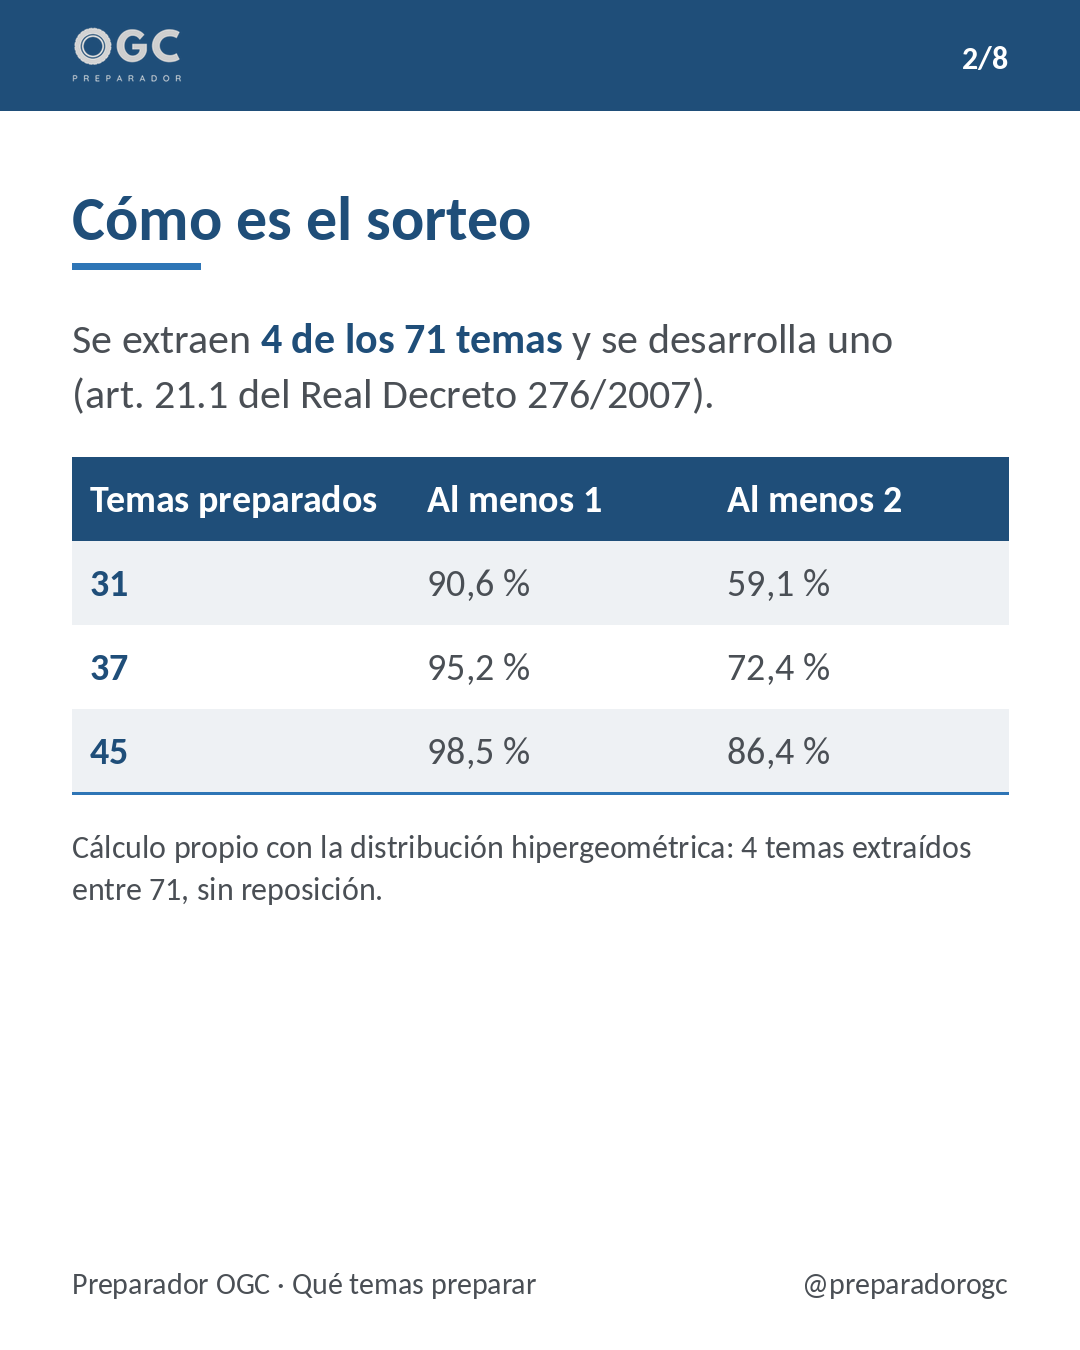 OGC
PREPARADOR
2/8
Cómo es el sorteo
Se extraen 4 de los 71 temas y se desarrolla uno
(art. 21.1 del Real Decreto 276/2007).
Temas preparados Al menos 1 Al menos 2
31 90,6 % 59,1 %
37 95,2 % 72,4 %
45 98,5 % 86,4 %
Cálculo propio con la distribución hipergeométrica: 4 temas extraídos
entre 71, sin reposición.
Preparador OGC · Qué temas preparar @preparadorogc